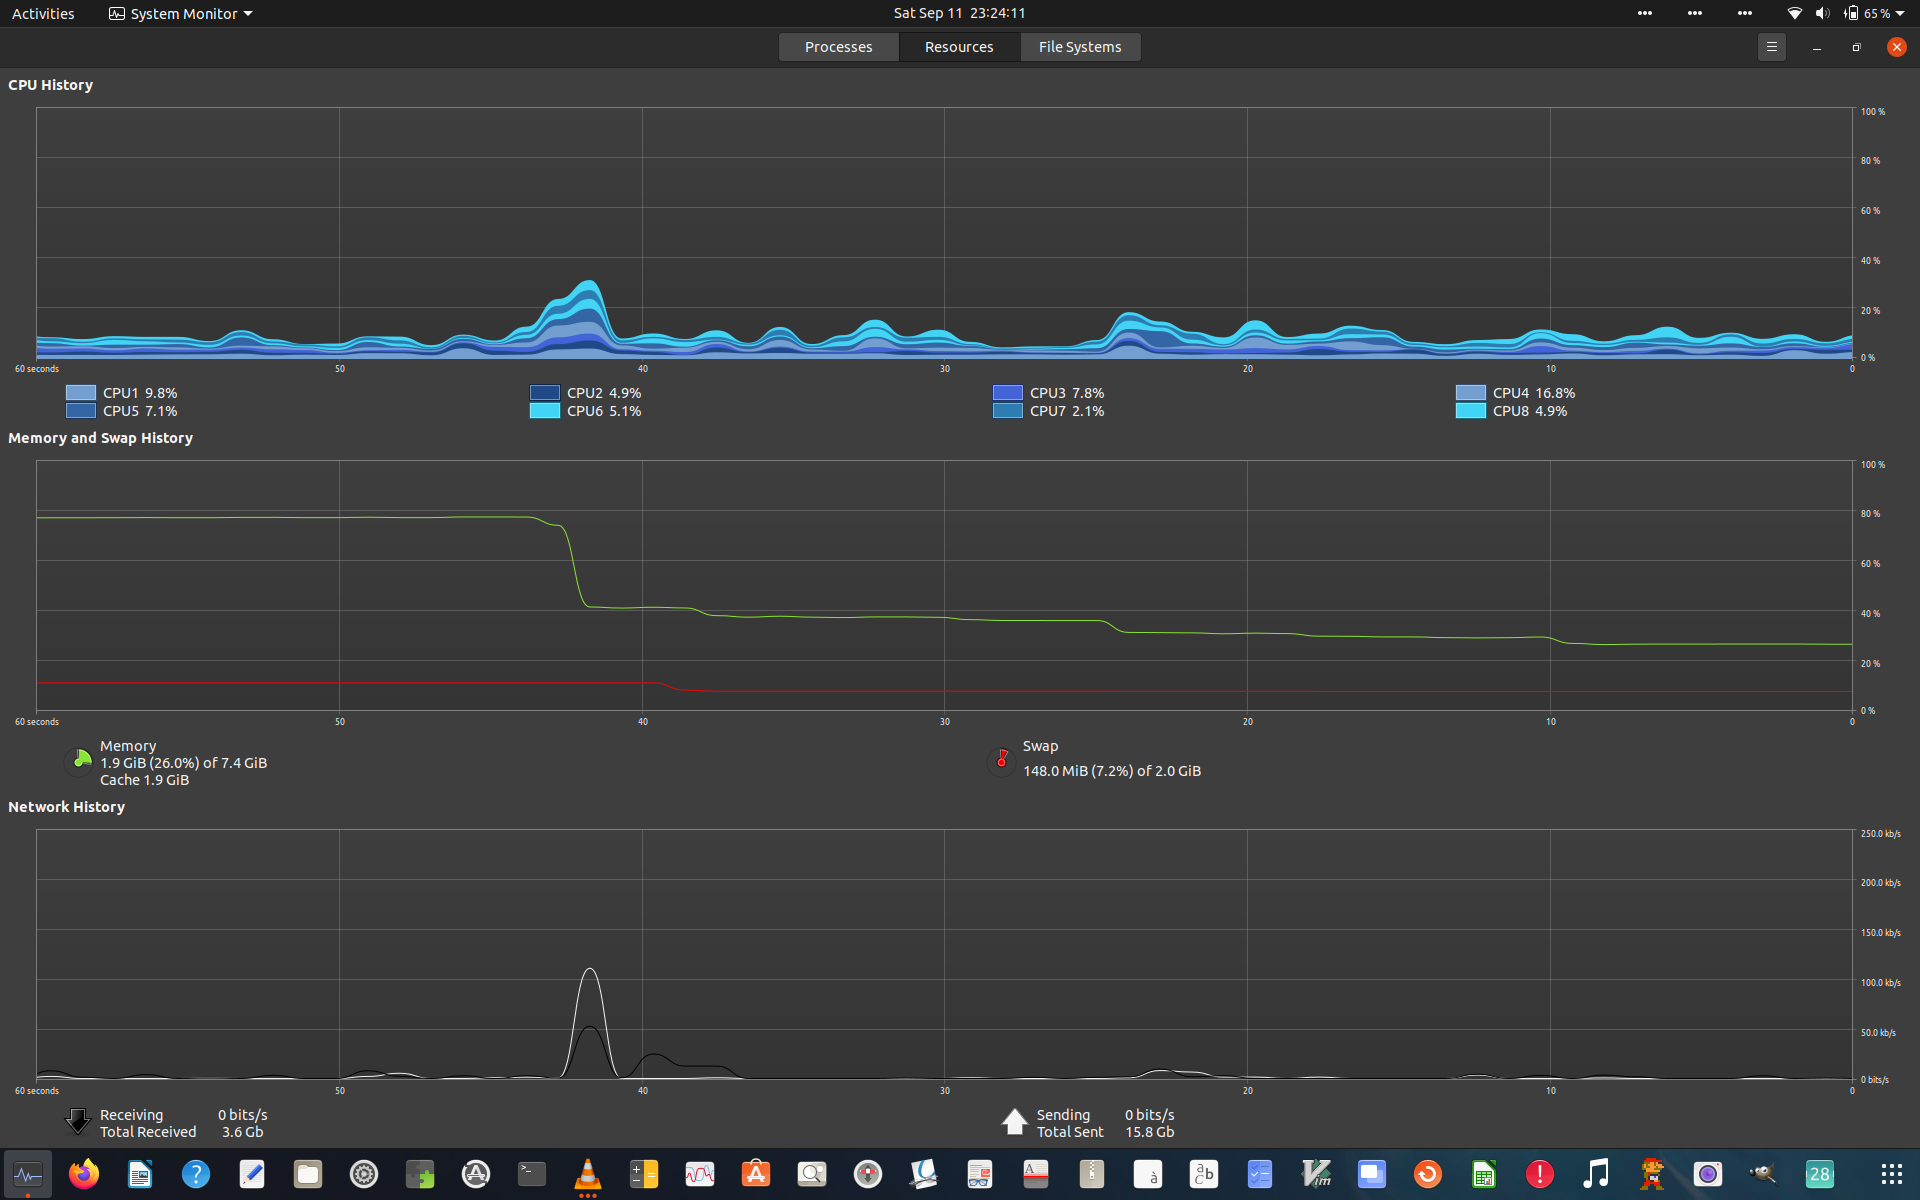 Activities
System Monitor
Sat Sep 11 23:24:11
65 %
Processes
Resources
File Systems
CPU History
100 %
80 %
60 %
40 %
20 %
0 %
60 seconds 50 40 30 20 10 0
CPU1 9.8% CPU2 4.9% CPU3 7.8% CPU4 16.8%
CPU5 7.1% CPU6 5.1% CPU7 2.1% CPU8 4.9%
Memory and Swap History
100 %
80 %
60 %
40 %
20 %
0 %
60 seconds 50 40 30 20 10 0
Memory
1.9 GiB (26.0%) of 7.4 GiB
Cache 1.9 GiB
Swap
148.0 MiB (7.2%) of 2.0 GiB
Network History
250.0 kb/s
200.0 kb/s
150.0 kb/s
100.0 kb/s
50.0 kb/s
0 bits/s
60 seconds 50 40 30 20 10 0
Receiving 0 bits/s
Total Received 3.6 Gb
Sending 0 bits/s
Total Sent 15.8 Gb
?
>_
A
à
a b c
Vim
!
28